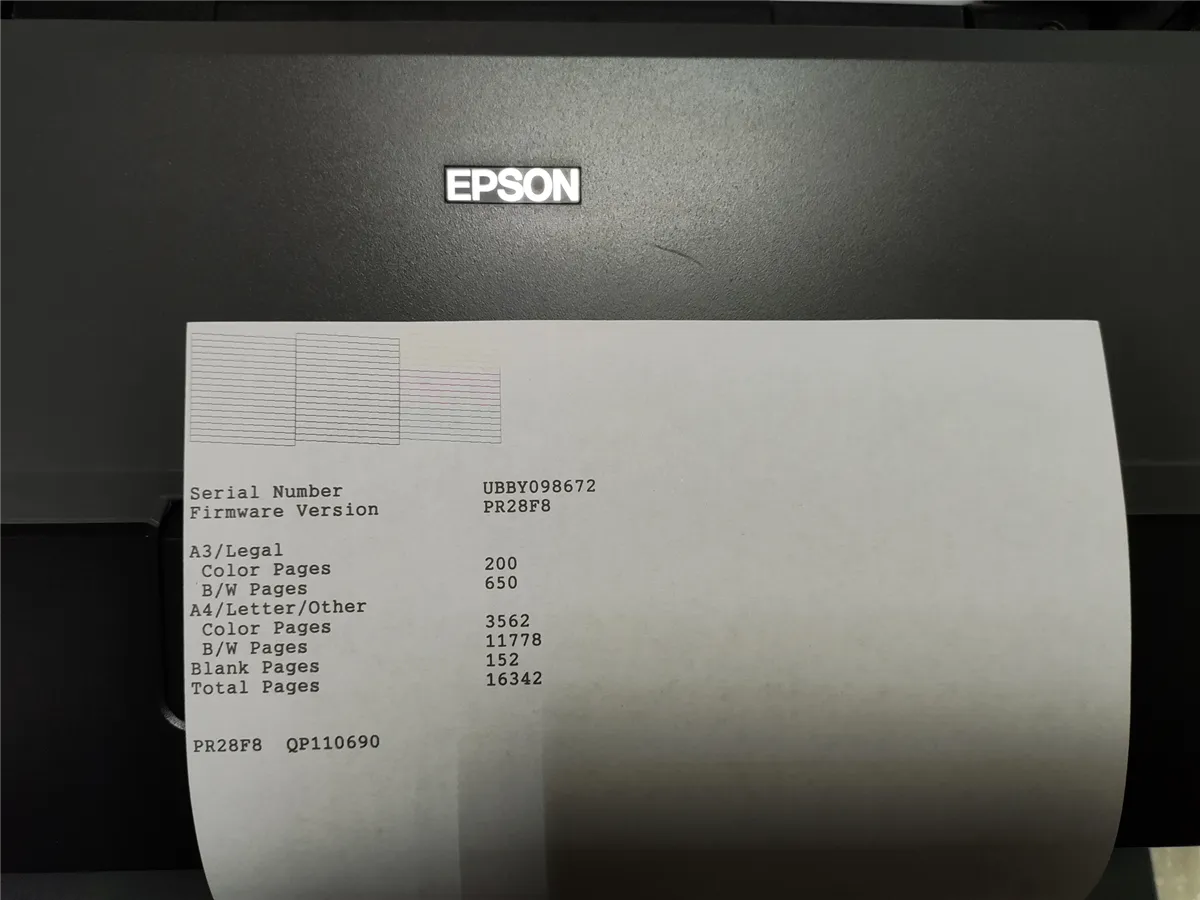 EPSON
Serial Number UBBY098672
Firmware Version PR28F8
A3/Legal
Color Pages 200
B/W Pages 650
A4/Letter/Other
Color Pages 3562
B/W Pages 11778
Blank Pages 152
Total Pages 16342
PR28F8 QP110690